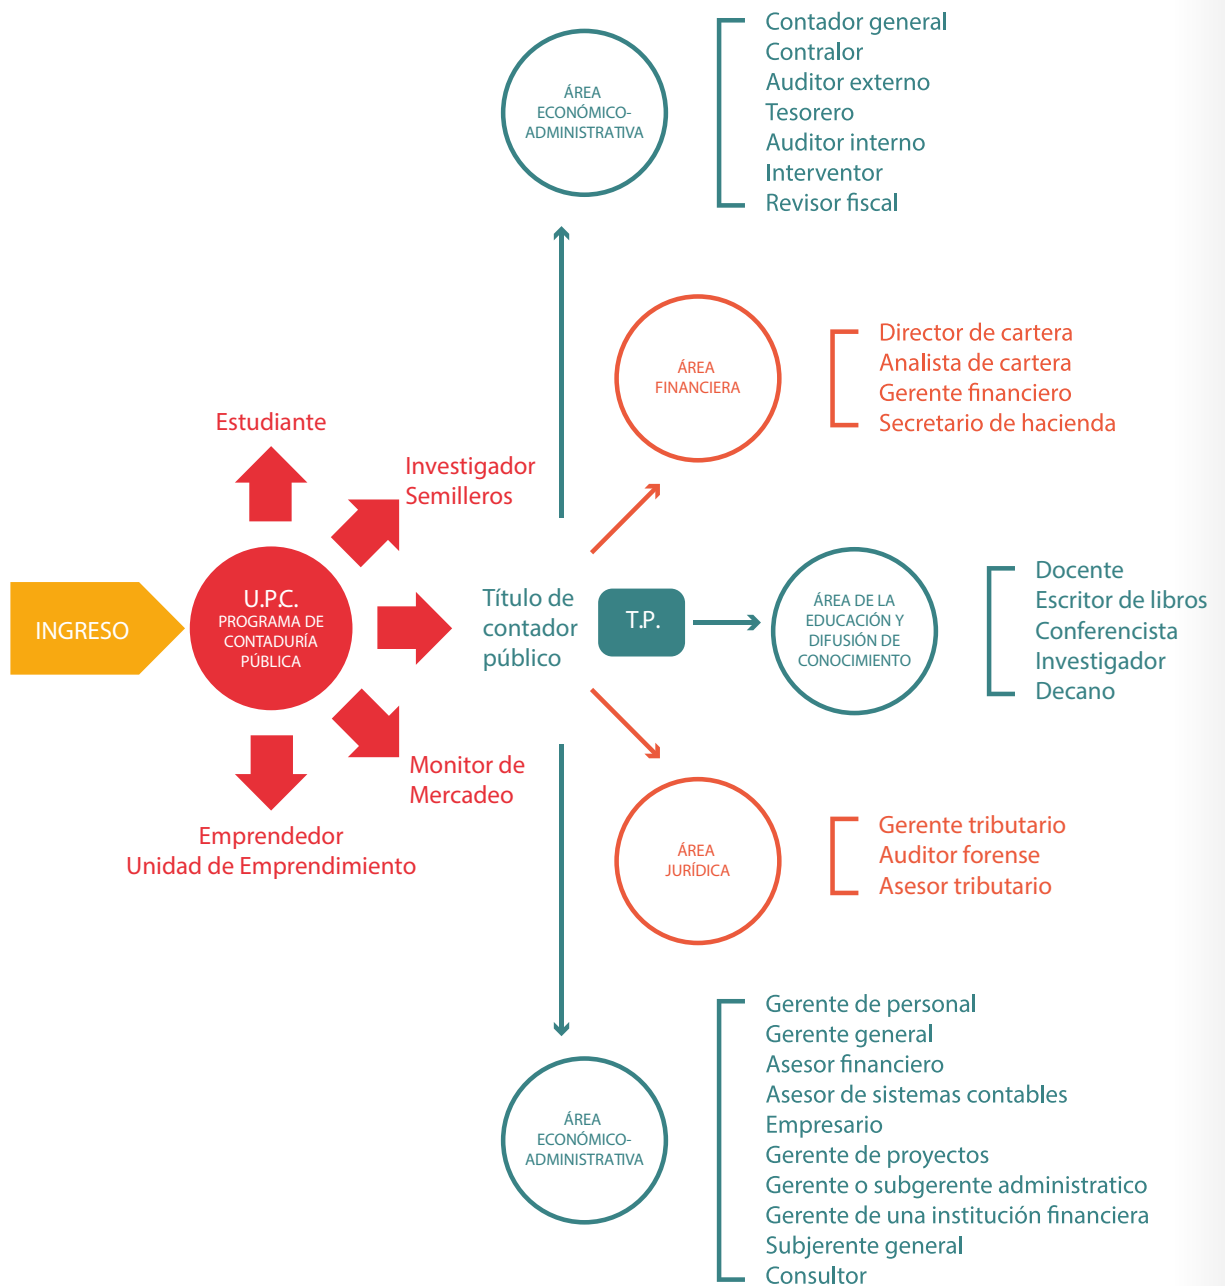 ÁREA
ECONÓMICO-
ADMINISTRATIVA
Contador general
Contralor
Auditor externo
Tesorero
Auditor interno
Interventor
Revisor fiscal
ÁREA
FINANCIERA
Director de cartera
Analista de cartera
Gerente financiero
Secretario de hacienda
Estudiante
Investigador
Semilleros
INGRESO
U.P.C.
PROGRAMA DE
CONTADURÍA
PÚBLICA
Título de
contador
público
T.P.
ÁREA DE LA
EDUCACIÓN Y
DIFUSIÓN DE
CONOCIMIENTO
Docente
Escritor de libros
Conferencista
Investigador
Decano
Monitor de
Mercadeo
Emprendedor
Unidad de Emprendimiento
ÁREA
JURÍDICA
Gerente tributario
Auditor forense
Asesor tributario
ÁREA
ECONÓMICO-
ADMINISTRATIVA
Gerente de personal
Gerente general
Asesor financiero
Asesor de sistemas contables
Empresario
Gerente de proyectos
Gerente o subgerente administratico
Gerente de una institución financiera
Subjerente general
Consultor